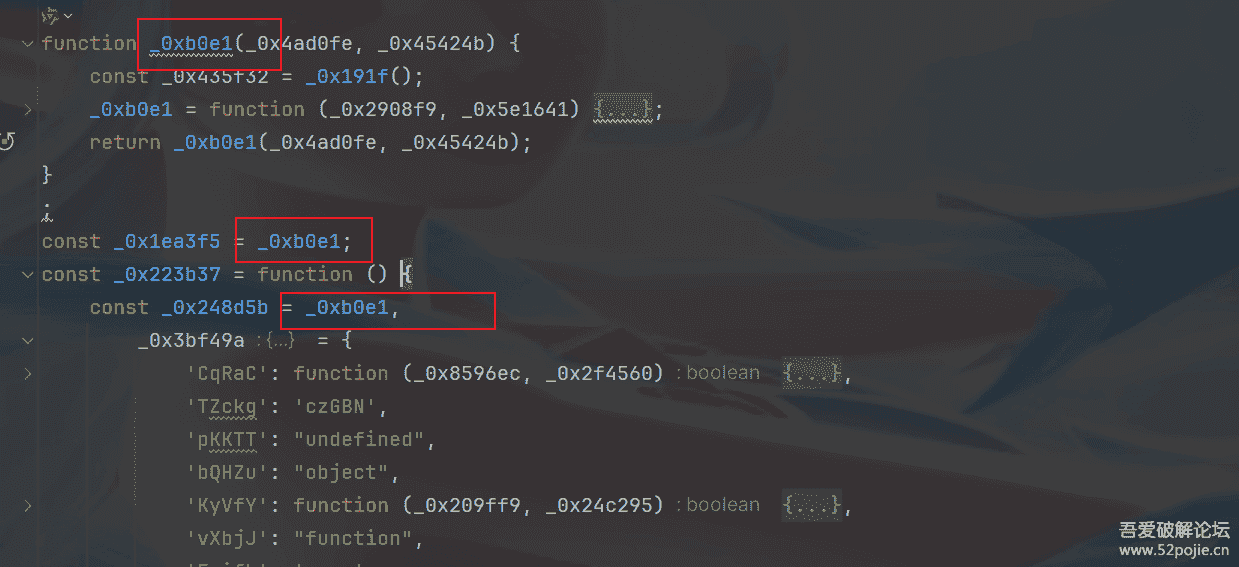 function _0xb0e1(_0x4ad0fe, _0x45424b) {
const _0x435f32 = _0x191f();
_0xb0e1 = function (_0x2908f9, _0x5e1641) {...};
return _0xb0e1(_0x4ad0fe, _0x45424b);
}
;
const _0x1ea3f5 = _0xb0e1;
const _0x223b37 = function () {
const _0x248d5b = _0xb0e1,
_0x3bf49a :{...} = {
'CqRaC': function (_0x8596ec, _0x2f4560) :boolean {...},
'TZckg': 'czGBN',
'pKKTT': "undefined",
'bQHZu': "object",
'KyVfY': function (_0x209ff9, _0x24c295) :boolean {...},
'vXbjJ': "function",
吾爱破解论坛
www.52pojie.cn